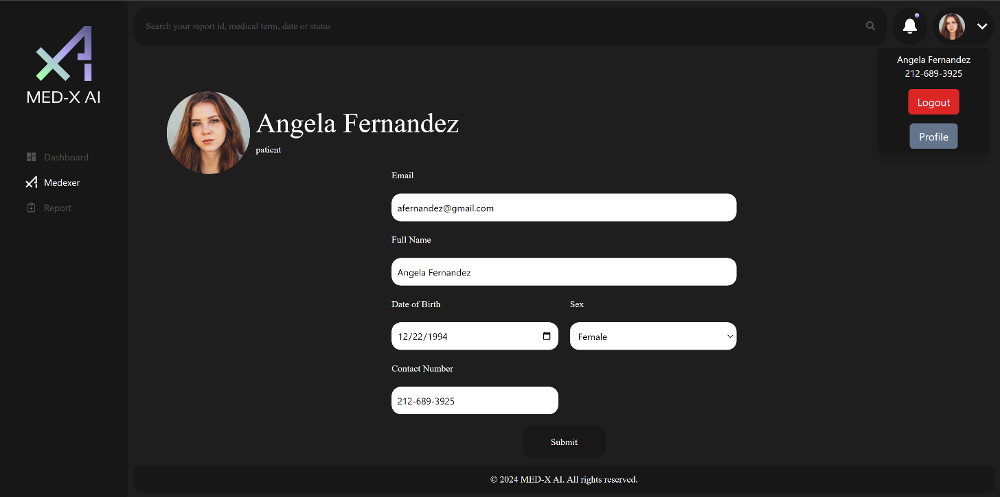 MED-X AI
Dashboard
Medexer
Report
Search your report id, medical term, date or status
Angela Fernandez
212-689-3925
Logout
Profile
Angela Fernandez
patient
Email
afernandez@gmail.com
Full Name
Angela Fernandez
Date of Birth Sex
12/22/1994 Female
Contact Number
212-689-3925
Submit
© 2024 MED-X AI. All rights reserved.